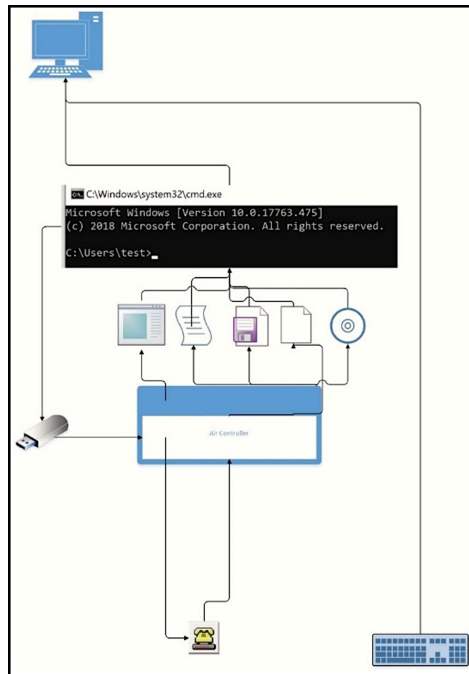 C:\Windows\system32\cmd.exe
Microsoft Windows [Version 10.0.17763.475]
(c) 2018 Microsoft Corporation. All rights reserved.
C:\Users\test>_
Air Controller